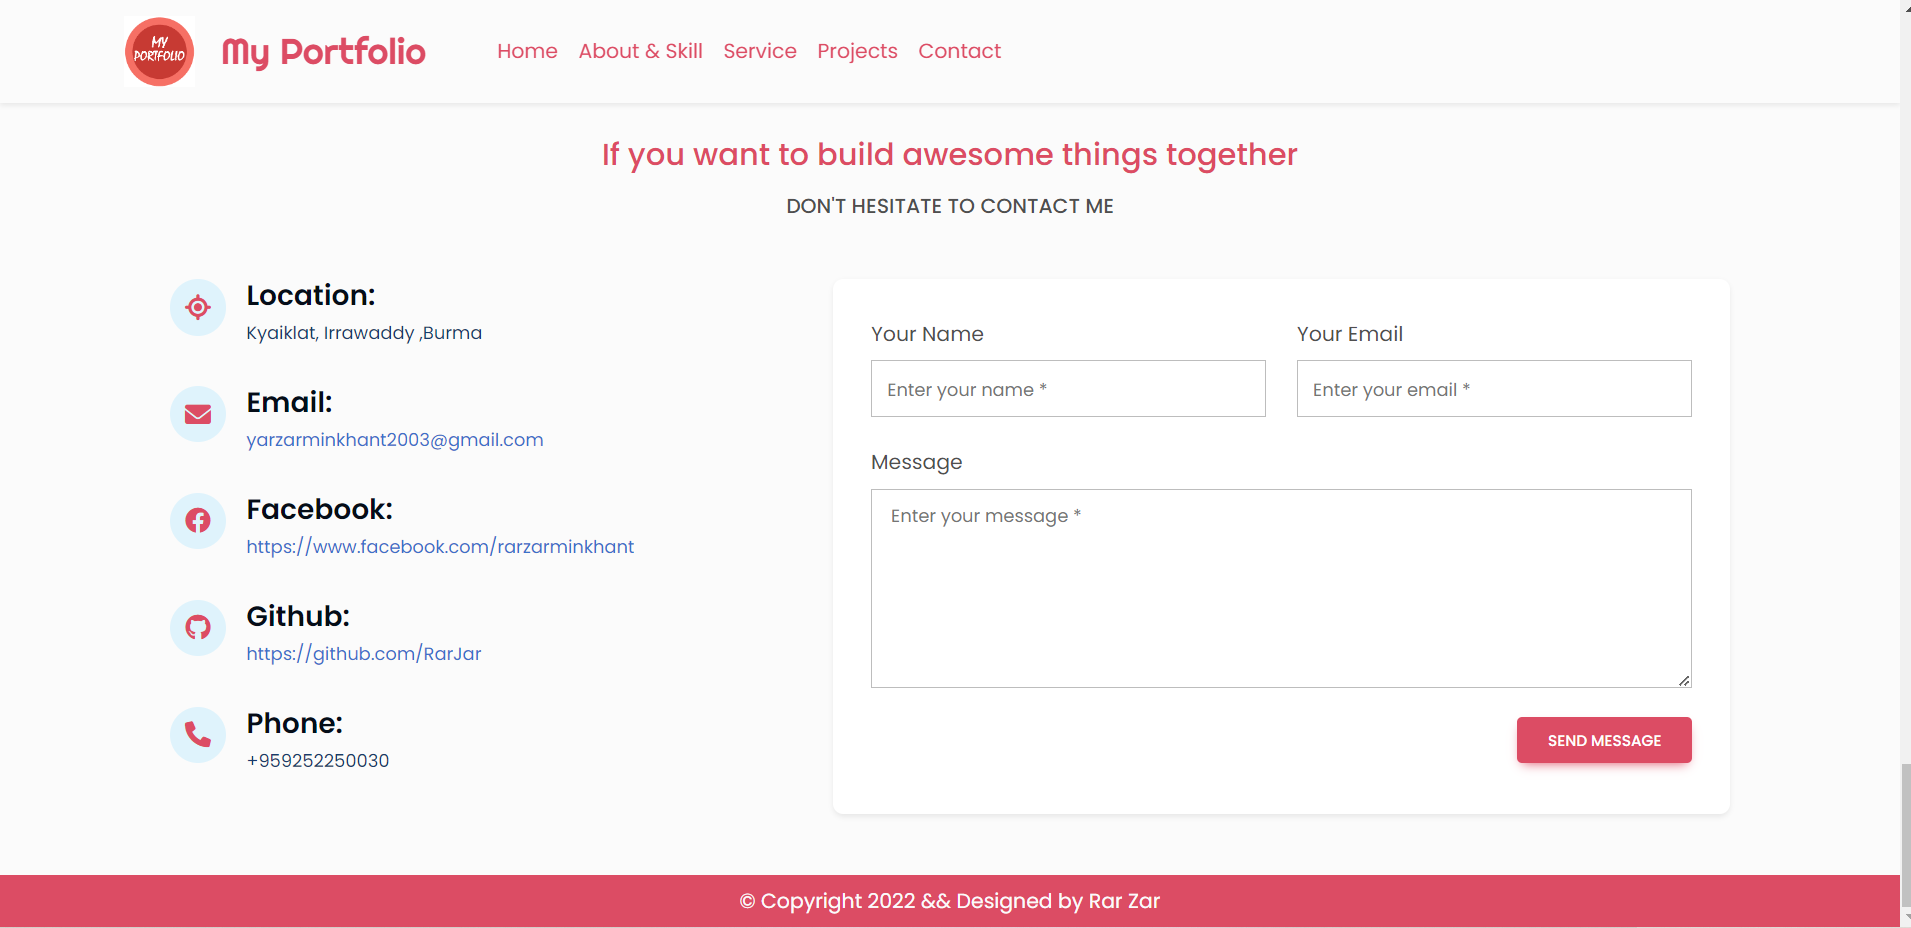 MY
PORTFOLIO
My Portfolio
Home
About & Skill
Service
Projects
Contact
If you want to build awesome things together
DON'T HESITATE TO CONTACT ME
Location:
Kyaiklat, Irrawaddy ,Burma
Email:
yarzarminkhant2003@gmail.com
Facebook:
https://www.facebook.com/rarzarminkhant
Github:
https://github.com/RarJar
Phone:
+959252250030
Your Name
Enter your name *
Your Email
Enter your email *
Message
Enter your message *
SEND MESSAGE
© Copyright 2022 && Designed by Rar Zar